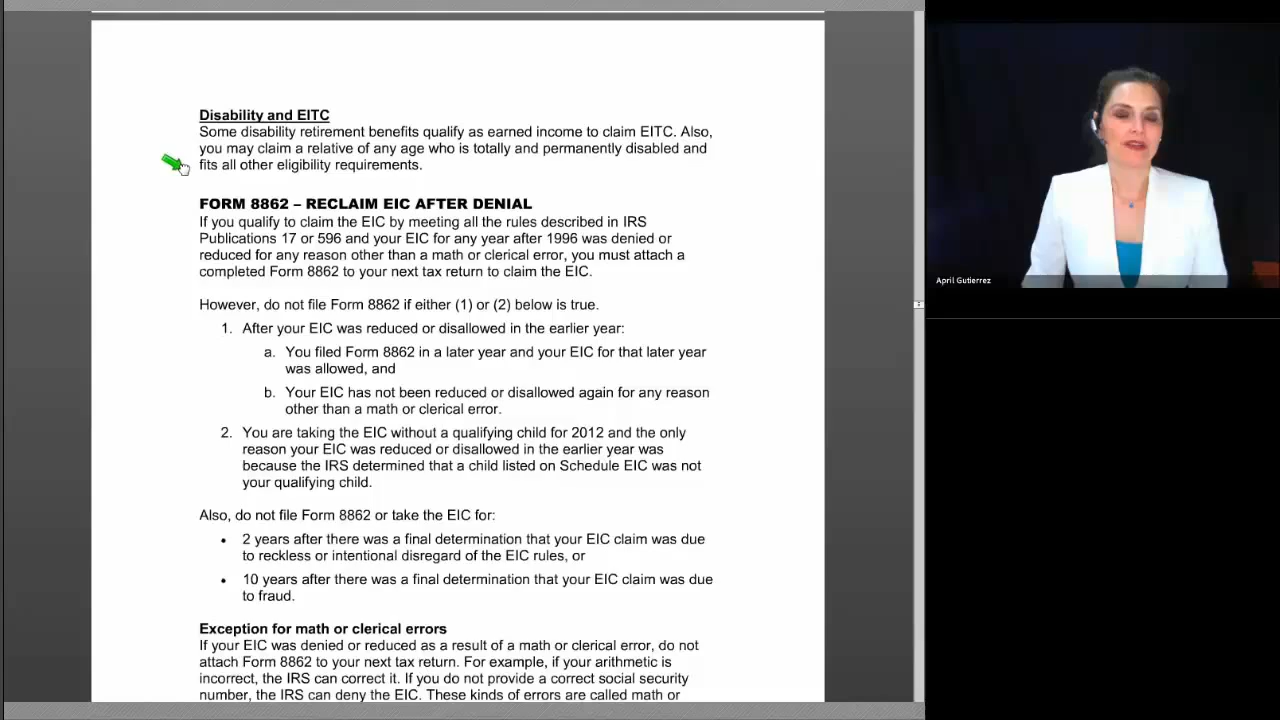 Disability and EITC
Some disability retirement benefits qualify as earned income to claim EITC. Also,
you may claim a relative of any age who is totally and permanently disabled and
fits all other eligibility requirements.
FORM 8862 – RECLAIM EIC AFTER DENIAL
If you qualify to claim the EIC by meeting all the rules described in IRS
Publications 17 or 596 and your EIC for any year after 1996 was denied or
reduced for any reason other than a math or clerical error, you must attach a
completed Form 8862 to your next tax return to claim the EIC.
However, do not file Form 8862 if either (1) or (2) below is true.
1. After your EIC was reduced or disallowed in the earlier year:
a. You filed Form 8862 in a later year and your EIC for that later year
was allowed, and
b. Your EIC has not been reduced or disallowed again for any reason
other than a math or clerical error.
2. You are taking the EIC without a qualifying child for 2012 and the only
reason your EIC was reduced or disallowed in the earlier year was
because the IRS determined that a child listed on Schedule EIC was not
your qualifying child.
Also, do not file Form 8862 or take the EIC for:
• 2 years after there was a final determination that your EIC claim was due
to reckless or intentional disregard of the EIC rules, or
• 10 years after there was a final determination that your EIC claim was due
to fraud.
Exception for math or clerical errors
If your EIC was denied or reduced as a result of a math or clerical error, do not
attach Form 8862 to your next tax return. For example, if your arithmetic is
incorrect, the IRS can correct it. If you do not provide a correct social security
number, the IRS can deny the EIC. These kinds of errors are called math or
April Gutierrez